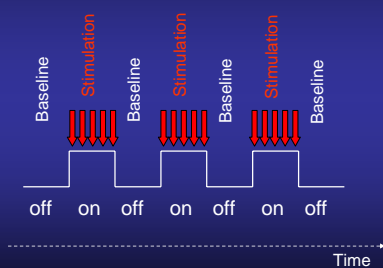 Baseline
Stimulation
Baseline
Stimulation
Baseline
Stimulation
Baseline
off on off on off on off
Time